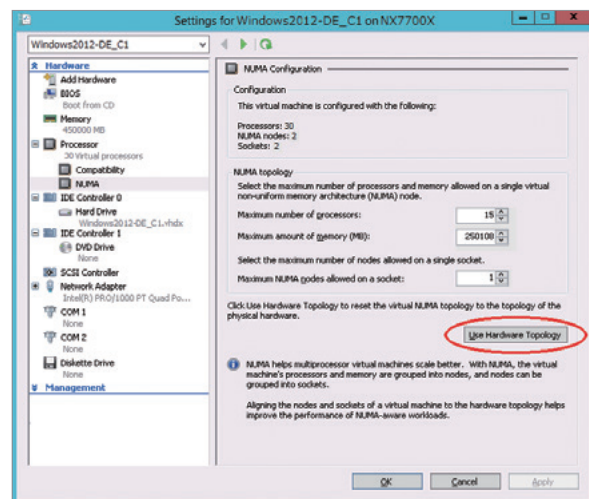 Settings for Windows2012-DE_C1 on NX7700X
Windows2012-DE_C1
Hardware
Add Hardware
BIOS
Boot from CD
Memory
450000 MB
Processor
30 Virtual processors
Compatibility
NUMA
IDE Controller 0
Hard Drive
Windows2012-DE_C1.vhdx
IDE Controller 1
DVD Drive
None
SCSI Controller
Network Adapter
Intel(R) PRO/1000 PT Quad Po...
COM 1
None
COM 2
None
Diskette Drive
None
Management
NUMA Configuration
Configuration
This virtual machine is configured with the following:
Processors: 30
NUMA nodes: 2
Sockets: 2
NUMA topology
Select the maximum number of processors and memory allowed on a single virtual
non-uniform memory architecture (NUMA) node.
Maximum number of processors: 15
Maximum amount of memory (MB): 250108
Select the maximum number of nodes allowed on a single socket.
Maximum NUMA nodes allowed on a socket: 1
Click Use Hardware Topology to reset the virtual NUMA topology to the topology of the
physical hardware.
Use Hardware Topology
NUMA helps multiprocessor virtual machines scale better. With NUMA, the virtual
machine's processors and memory are grouped into nodes, and nodes can be
grouped into sockets.
Aligning the nodes and sockets of a virtual machine to the hardware topology helps
improve the performance of NUMA-aware workloads.
OK Cancel Apply